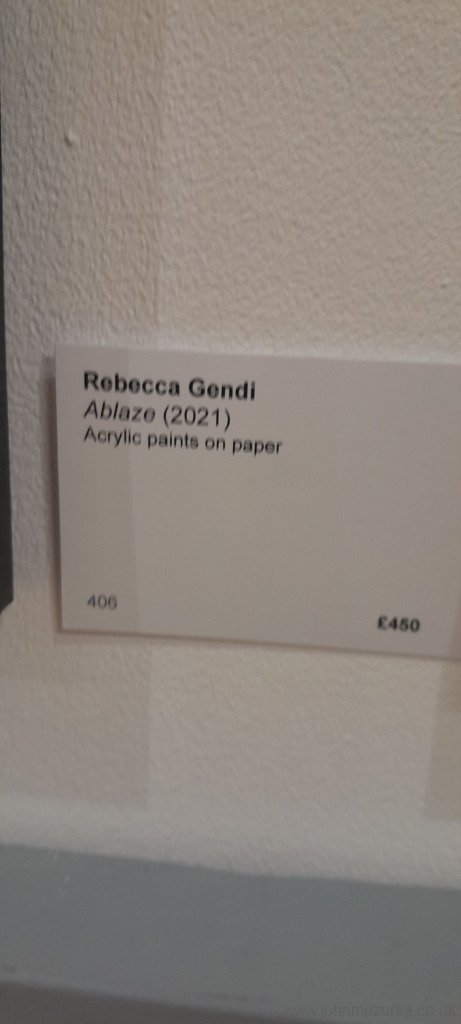 Rebecca Gendi
Ablaze (2021)
Acrylic paints on paper
406
£450
www.johnmazurke.co.uk